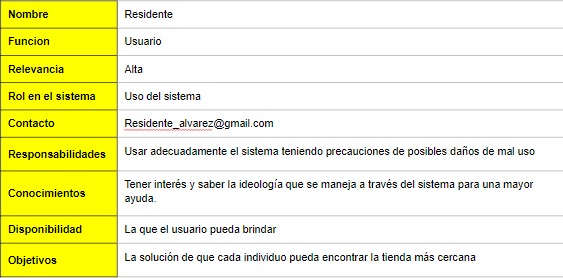 Nombre Residente
Funcion Usuario
Relevancia Alta
Rol en el sistema Uso del sistema
Contacto Residente_alvarez@gmail.com
Responsabilidades Usar adecuadamente el sistema teniendo precauciones de posibles daños de mal uso
Conocimientos Tener interés y saber la ideología que se maneja a través del sistema para una mayor
ayuda.
Disponibilidad La que el usuario pueda brindar
Objetivos La solución de que cada individuo pueda encontrar la tienda más cercana